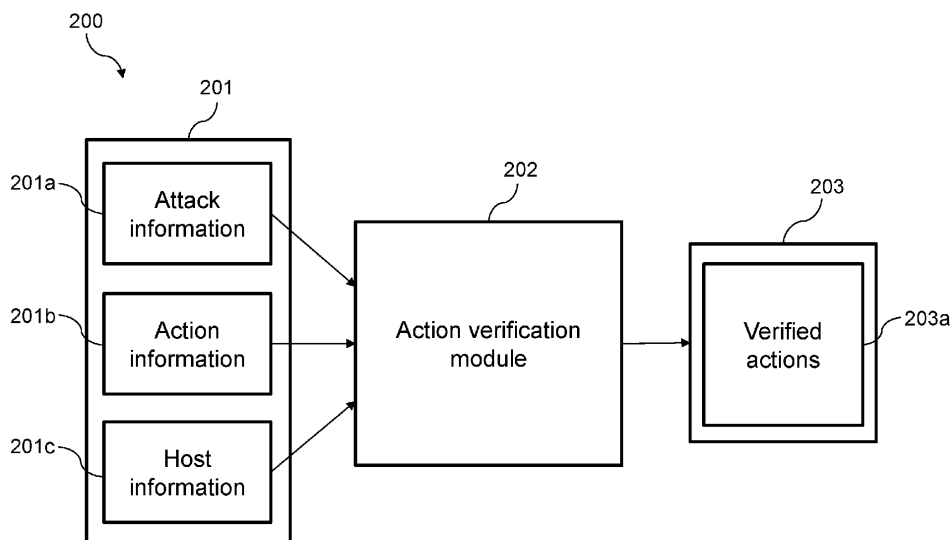 200
201
201a
Attack
information
202
203
201b
Action
information
Action verification
module
Verified
actions
203a
201c
Host
information